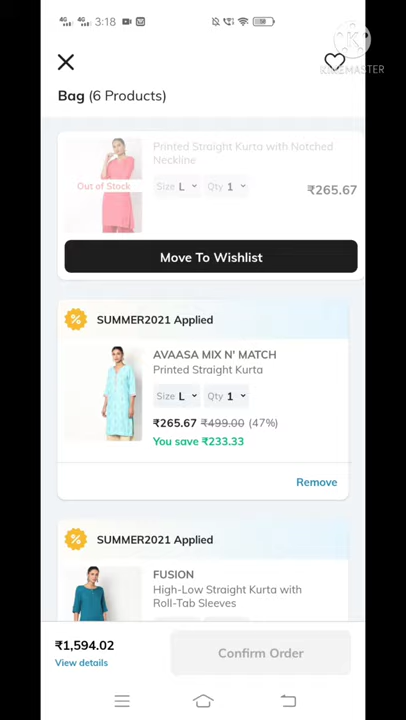 4G 4G 3:18 58
KINEMASTER
Bag (6 Products)
Printed Straight Kurta with Notched
Neckline
Out of Stock
Size L Qty 1
₹265.67
Move To Wishlist
SUMMER2021 Applied
AVAASA MIX N' MATCH
Printed Straight Kurta
Size L Qty 1
₹265.67 ₹499.00 (47%)
You save ₹233.33
Remove
SUMMER2021 Applied
FUSION
High-Low Straight Kurta with
Roll-Tab Sleeves
₹1,594.02
View details
Confirm Order